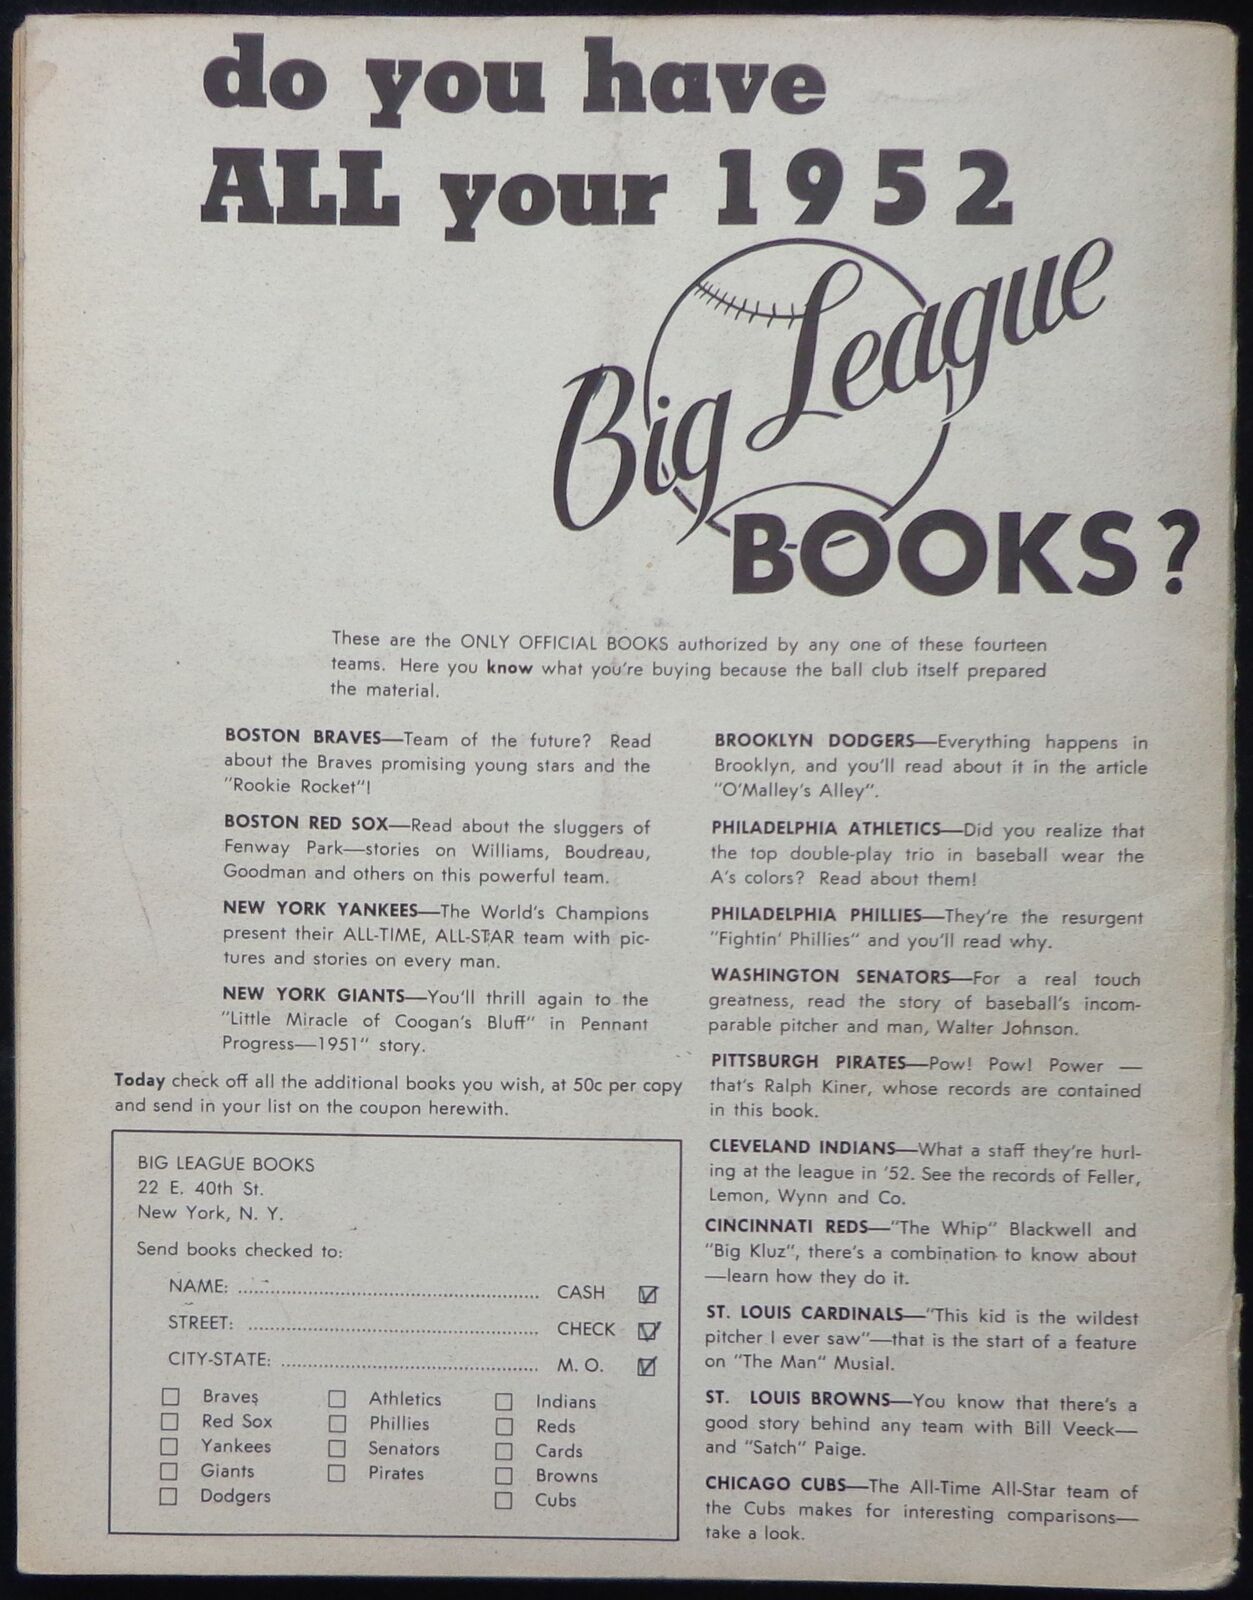 do you have
ALL your 1952
Big League
BOOKS?
These are the ONLY OFFICIAL BOOKS authorized by any one of these fourteen
teams. Here you know what you're buying because the ball club itself prepared
the material.
BOSTON BRAVES—Team of the future? Read
about the Braves promising young stars and the
"Rookie Rocket"!
BOSTON RED SOX—Read about the sluggers of
Fenway Park—stories on Williams, Boudreau,
Goodman and others on this powerful team.
NEW YORK YANKEES—The World's Champions
present their ALL-TIME, ALL-STAR team with pic-
tures and stories on every man.
NEW YORK GIANTS—You'll thrill again to the
"Little Miracle of Coogan's Bluff" in Pennant
Progress—1951" story.
Today check off all the additional books you wish, at 50c per copy
and send in your list on the coupon herewith.
BIG LEAGUE BOOKS
22 E. 40th St.
New York, N. Y.
Send books checked to:
NAME: ........................................ CASH ☑
STREET: ........................................ CHECK ☑
CITY-STATE: ........................................ M. O. ☑
☐ Braves ☐ Athletics ☐ Indians
☐ Red Sox ☐ Phillies ☐ Reds
☐ Yankees ☐ Senators ☐ Cards
☐ Giants ☐ Pirates ☐ Browns
☐ Dodgers ☐ Cubs
BROOKLYN DODGERS—Everything happens in
Brooklyn, and you'll read about it in the article
"O'Malley's Alley".
PHILADELPHIA ATHLETICS—Did you realize that
the top double-play trio in baseball wear the
A's colors? Read about them!
PHILADELPHIA PHILLIES—They're the resurgent
"Fightin' Phillies" and you'll read why.
WASHINGTON SENATORS—For a real touch
greatness, read the story of baseball's incom-
parable pitcher and man, Walter Johnson.
PITTSBURGH PIRATES—Pow! Pow! Power —
that's Ralph Kiner, whose records are contained
in this book.
CLEVELAND INDIANS—What a staff they're hurl-
ing at the league in '52. See the records of Feller,
Lemon, Wynn and Co.
CINCINNATI REDS—"The Whip" Blackwell and
"Big Kluz", there's a combination to know about
—learn how they do it.
ST. LOUIS CARDINALS—"This kid is the wildest
pitcher I ever saw"—that is the start of a feature
on "The Man" Musial.
ST. LOUIS BROWNS—You know that there's a
good story behind any team with Bill Veeck—
and "Satch" Paige.
CHICAGO CUBS—The All-Time All-Star team of
the Cubs makes for interesting comparisons—
take a look.